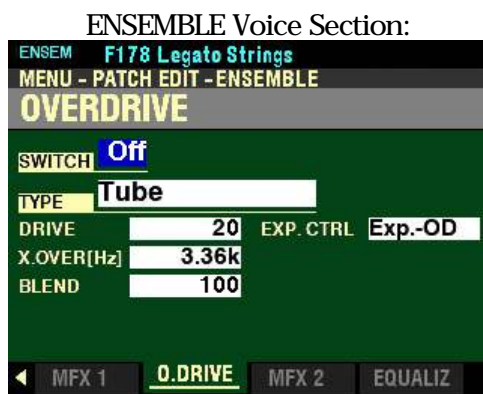 ENSEMBLE Voice Section:
ENSEM F178 Legato Strings
MENU - PATCH EDIT - ENSEMBLE
OVERDRIVE
SWITCH Off
TYPE Tube
DRIVE 20 EXP. CTRL Exp.-OD
X.OVER[Hz] 3.36k
BLEND 100
MFX 1 O.DRIVE MFX 2 EQUALIZ